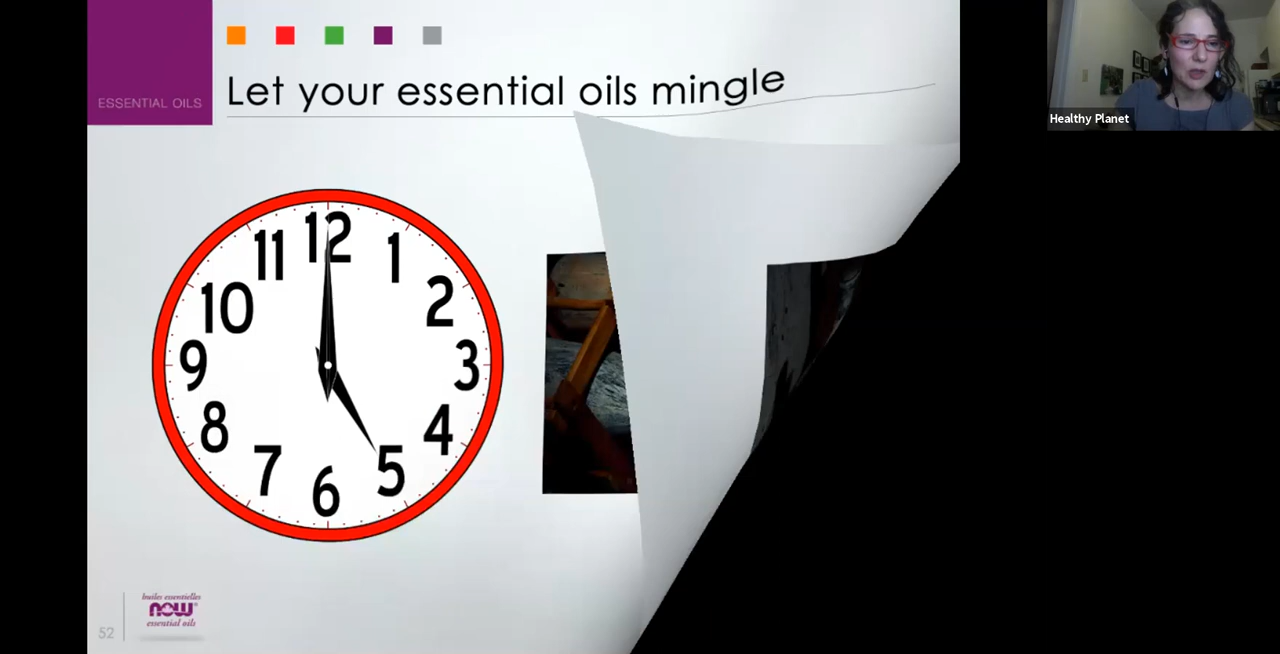 ESSENTIAL OILS
Let your essential oils mingle
Healthy Planet
12
11
1
10
2
9
3
8
4
7
5
6
52
huiles essentielles
now®
essential oils